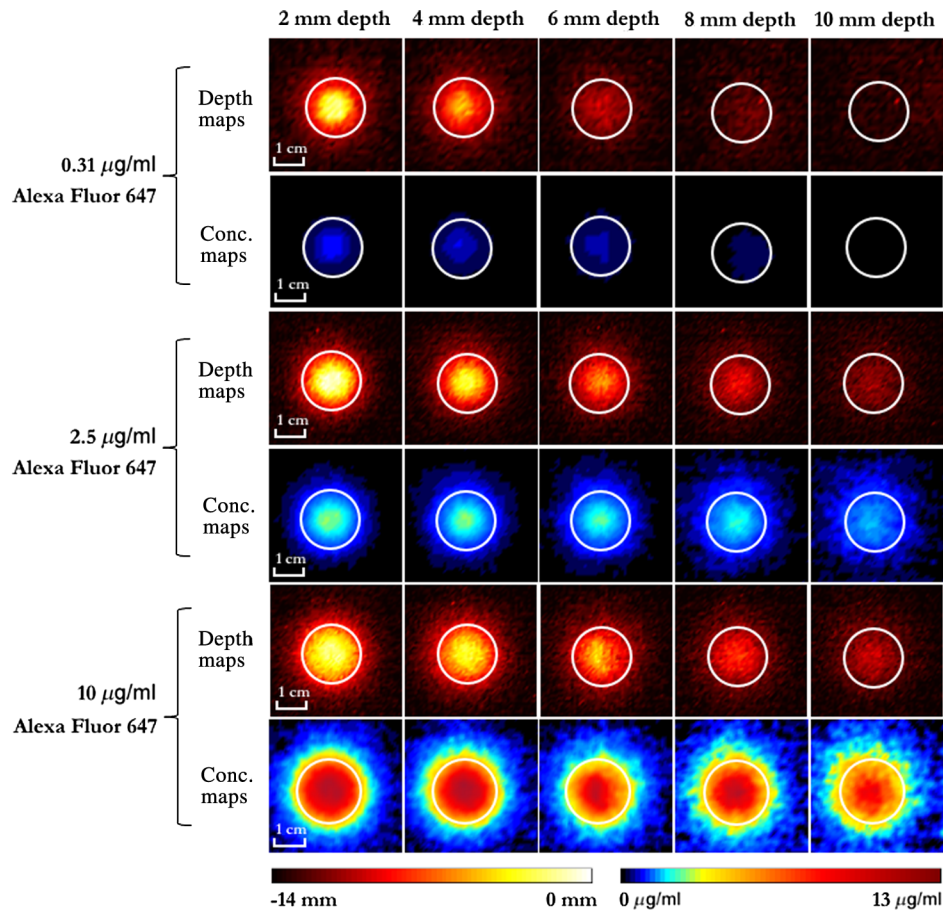 2 mm depth 4 mm depth 6 mm depth 8 mm depth 10 mm depth
Depth
maps
1 cm
0.31 μg/ml
Alexa Fluor 647
Conc.
maps
1 cm
Depth
maps
1 cm
2.5 μg/ml
Alexa Fluor 647
Conc.
maps
1 cm
Depth
maps
1 cm
10 μg/ml
Alexa Fluor 647
Conc.
maps
1 cm
-14 mm 0 mm 0 μg/ml 13 μg/ml